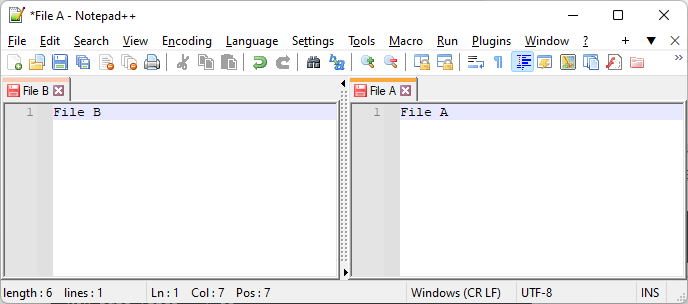 *File A - Notepad++
File Edit Search View Encoding Language Settings Tools Macro Run Plugins Window ? + ▼ X
File B
File A
1 File B
1 File A
length : 6 lines : 1 Ln : 1 Col : 7 Pos : 7 Windows (CR LF) UTF-8 INS